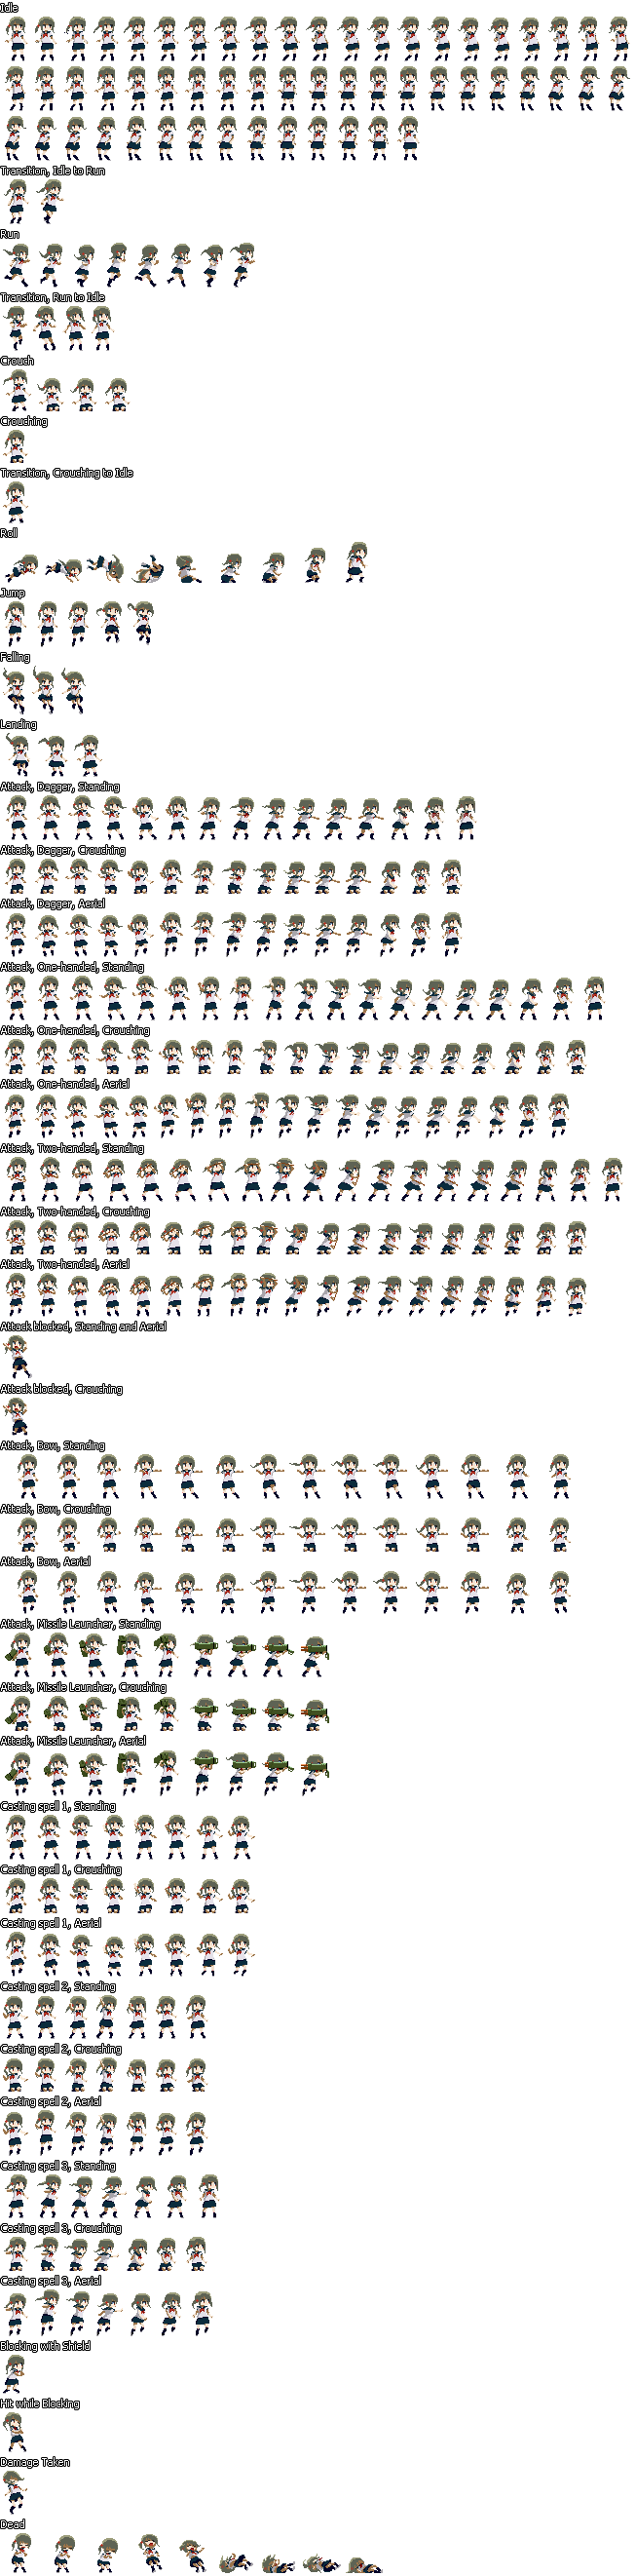 Idle
Transition, Idle to Run
Run
Transition, Run to Idle
Crouch
Crouching
Transition, Crouching to Idle
Roll
Jump
Falling
Landing
Attack, Dagger, Standing
Attack, Dagger, Crouching
Attack, Dagger, Aerial
Attack, One-handed, Standing
Attack, One-handed, Crouching
Attack, One-handed, Aerial
Attack, Two-handed, Standing
Attack, Two-handed, Crouching
Attack, Two-handed, Aerial
Attack blocked, Standing and Aerial
Attack blocked, Crouching
Attack, Bow, Standing
Attack, Bow, Crouching
Attack, Bow, Aerial
Attack, Missile Launcher, Standing
Attack, Missile Launcher, Crouching
Attack, Missile Launcher, Aerial
Casting spell 1, Standing
Casting spell 1, Crouching
Casting spell 1, Aerial
Casting spell 2, Standing
Casting spell 2, Crouching
Casting spell 2, Aerial
Casting spell 3, Standing
Casting spell 3, Crouching
Casting spell 3, Aerial
Blocking with Shield
Hit while Blocking
Damage Taken
Dead